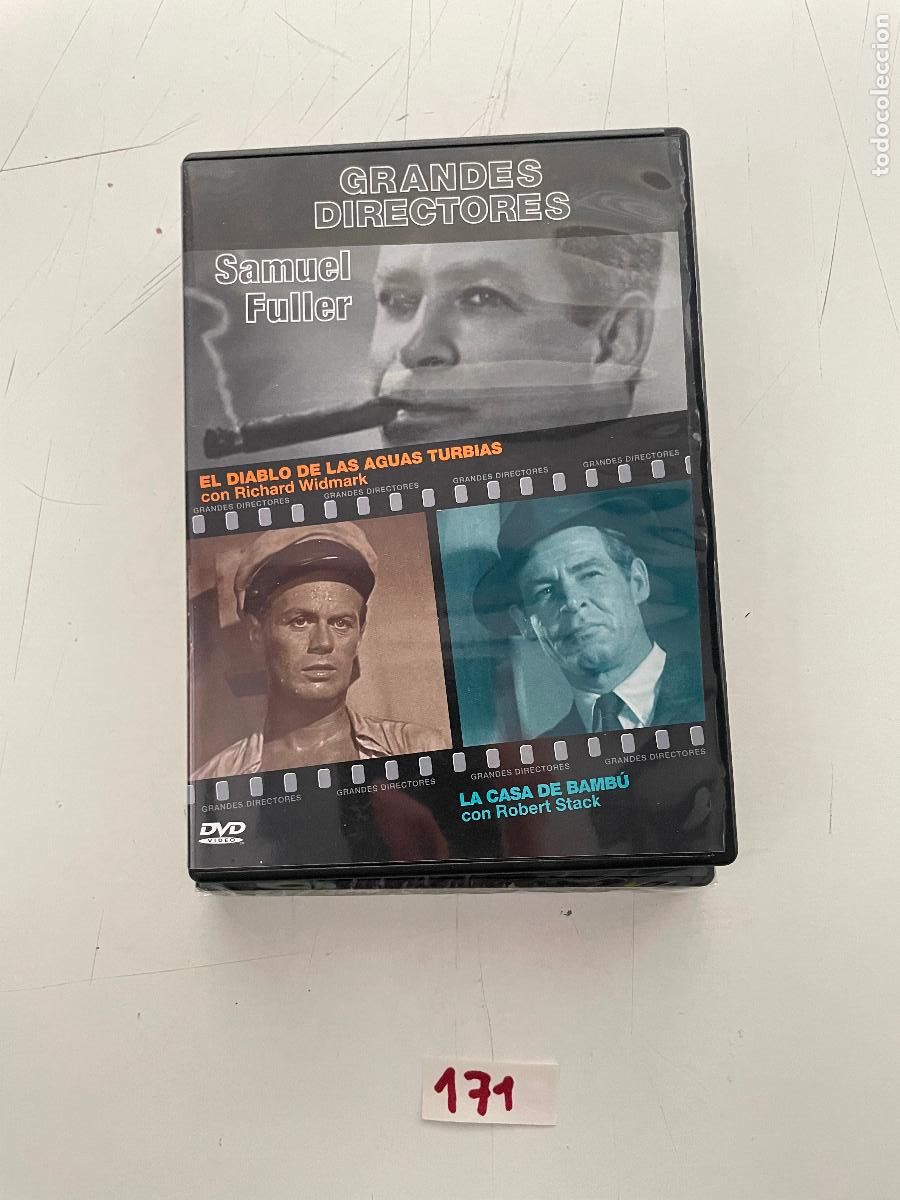 GRANDES
DIRECTORES
Samuel
Fuller
EL DIABLO DE LAS AGUAS TURBIAS
con Richard Widmark
GRANDES DIRECTORES
GRANDES DIRECTORES
GRANDES DIRECTORES
GRANDES DIRECTORES
GRANDES DIRECTORES
GRANDES DIRECTORES
GRANDES DIRECTORES
GRANDES DIRECTORES
LA CASA DE BAMBÚ
con Robert Stack
DVD
VIDEO
171
todocoleccion